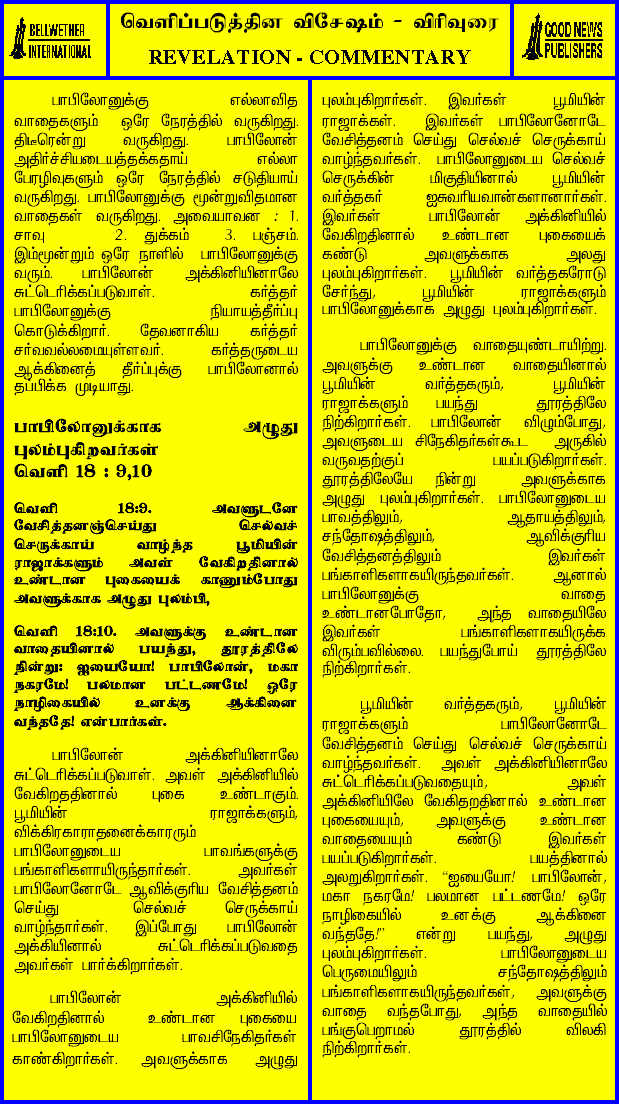 BELLWETHER
INTERNATIONAL
வெளிப்படுத்தின விசேஷம் - விரிவுரை
REVELATION - COMMENTARY
GOOD NEWS
PUBLISHERS
பாபிலோனுக்கு எல்லாவித
வாதைகளும் ஒரே நேரத்தில் வருகிறது.
திடீரென்று வருகிறது. பாபிலோன்
அதிர்ச்சியடையத்தக்கதாய் எல்லா
பேரழிவுகளும் ஒரே நேரத்தில் சடுதியாய்
வருகிறது. பாபிலோனுக்கு மூன்றுவிதமான
வாதைகள் வருகிறது. அவையாவன : 1.
சாவு 2. துக்கம் 3. பஞ்சம்.
இம்மூன்றும் ஒரே நாளில் பாபிலோனுக்கு
வரும். பாபிலோன் அக்கினியினாலே
சுட்டெரிக்கப்படுவாள். கர்த்தர்
பாபிலோனுக்கு நியாயத்தீர்ப்பு
கொடுக்கிறார். தேவனாகிய கர்த்தர்
சர்வவல்லமையுள்ளவர். கர்த்தருடைய
ஆக்கினைத் தீர்ப்புக்கு பாபிலோனால்
தப்பிக்க முடியாது.
பாபிலோனுக்காக அழுது
புலம்புகிறவர்கள்
வெளி 18 : 9,10
வெளி 18:9. அவளுடனே
வேசித்தனஞ்செய்து செல்வச்
செருக்காய் வாழ்ந்த பூமியின்
ராஜாக்களும் அவள் வேகிறதினால்
உண்டான புகையைக் காணும்போது
அவளுக்காக அழுது புலம்பி,
வெளி 18:10. அவளுக்கு உண்டான
வாதையினால் பயந்து, தூரத்திலே
நின்று: ஐயையோ! பாபிலோன், மகா
நகரமே! பலமான பட்டணமே! ஒரே
நாழிகையில் உனக்கு ஆக்கினை
வந்ததே! என்பார்கள்.
பாபிலோன் அக்கினியினாலே
சுட்டெரிக்கப்படுவாள். அவள் அக்கினியில்
வேகிறததினால் புகை உண்டாகும்.
பூமியின் ராஜாக்களும்,
விக்கிரகாராதனைக்காரரும்
பாபிலோனுடைய பாவங்களுக்கு
பங்காளிகளாயிருந்தார்கள். அவர்கள்
பாபிலோனோடே ஆவிக்குரிய வேசித்தனம்
செய்து செல்வச் செருக்காய்
வாழ்ந்தார்கள். இப்போது பாபிலோன்
அக்கியினால் சுட்டெரிக்கப்படுவதை
அவர்கள் பார்க்கிறார்கள்.
பாபிலோன் அக்கினியில்
வேகிறதினால் உண்டான புகையை
பாபிலோனுடைய பாவசிநேகிதர்கள்
காண்கிறார்கள். அவளுக்காக அழுது
புலம்புகிறார்கள். இவர்கள் பூமியின்
ராஜாக்கள். இவர்கள் பாபிலோனோடே
வேசித்தனம் செய்து செல்வச் செருக்காய்
வாழ்ந்தவர்கள். பாபிலோனுடைய செல்வச்
செருக்கின் மிகுதியினால் பூமியின்
வர்த்தகர் ஐசுவரியவான்களானார்கள்.
இவர்கள் பாபிலோன் அக்கினியில்
வேகிறதினால் உண்டான புகையைக்
கண்டு அவளுக்காக அலது
புலம்புகிறார்கள். பூமியின் வர்த்தகரோடு
சேர்ந்து, பூமியின் ராஜாக்களும்
பாபிலோனுக்காக அழுது புலம்புகிறார்கள்.
பாபிலோனுக்கு வாதையுண்டாயிற்று.
அவளுக்கு உண்டான வாதையினால்
பூமியின் வர்த்தகரும், பூமியின்
ராஜாக்களும் பயந்து தூரத்திலே
நிற்கிறார்கள். பாபிலோன் விழும்போது,
அவளுடைய சிநேகிதர்கள்கூட அருகில்
வருவதற்குப் பயப்படுகிறார்கள்.
தூரத்திலேயே நின்று அவளுக்காக
அழுது புலம்புகிறார்கள். பாபிலோனுடைய
பாவத்திலும், ஆதாயத்திலும்,
சந்தோஷத்திலும், ஆவிக்குரிய
வேசித்தனத்திலும் இவர்கள்
பங்காளிகளாகயிருந்தவர்கள். ஆனால்
பாபிலோனுக்கு வாதை
உண்டானபோதோ, அந்த வாதையிலே
இவர்கள் பங்காளிகளாகயிருக்க
விரும்பவில்லை. பயந்துபோய் தூரத்திலே
நிற்கிறார்கள்.
பூமியின் வர்த்தகரும், பூமியின்
ராஜாக்களும் பாபிலோனோடே
வேசித்தனம் செய்து செல்வச் செருக்காய்
வாழ்ந்தவர்கள். அவள் அக்கினியினாலே
சுட்டெரிக்கப்படுவதையும், அவள்
அக்கினியிலே வேகிதறதினால் உண்டான
புகையையும், அவளுக்கு உண்டான
வாதையையும் கண்டு இவர்கள்
பயப்படுகிறார்கள். பயத்தினால்
அலறுகிறார்கள். “ஐயையோ! பாபிலோன்,
மகா நகரமே! பலமான பட்டணமே! ஒரே
நாழிகையில் உனக்கு ஆக்கினை
வந்ததே!” என்று பயந்து, அழுது
புலம்புகிறார்கள். பாபிலோனுடைய
பெருமையிலும் சந்தோஷத்திலும்
பங்காளிகளாகயிருந்தவர்கள், அவளுக்கு
வாதை வந்தபோது, அந்த வாதையில்
பங்குபெறாமல் தூரத்தில் விலகி
நிற்கிறார்கள்.